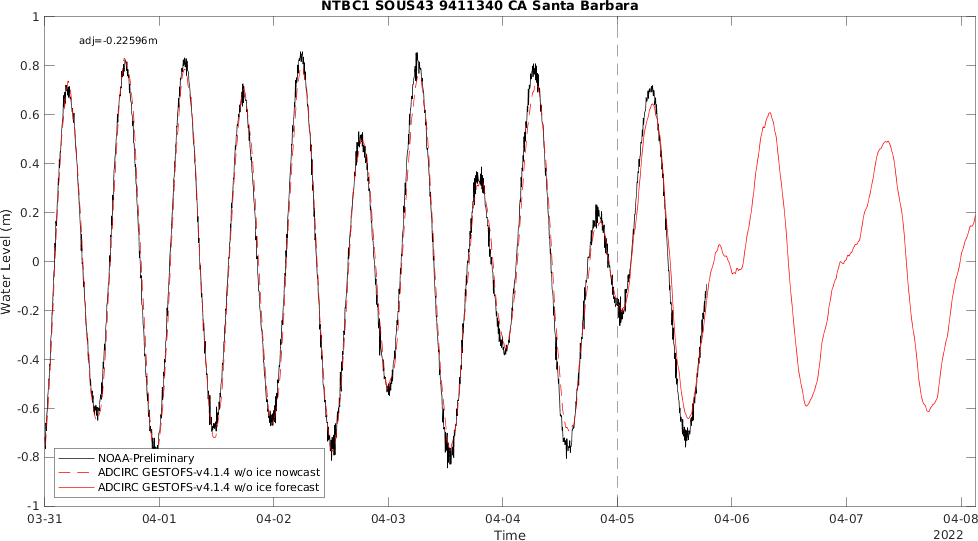 NTBC1 SOUS43 9411340 CA Santa Barbara
adj=-0.22596m
Water Level (m)
1
0.8
0.6
0.4
0.2
0
-0.2
-0.4
-0.6
-0.8
-1
NOAA-Preliminary
ADCIRC GESTOFS-v4.1.4 w/o ice nowcast
ADCIRC GESTOFS-v4.1.4 w/o ice forecast
03-31 04-01 04-02 04-03 04-04 04-05 04-06 04-07 04-08
Time
2022